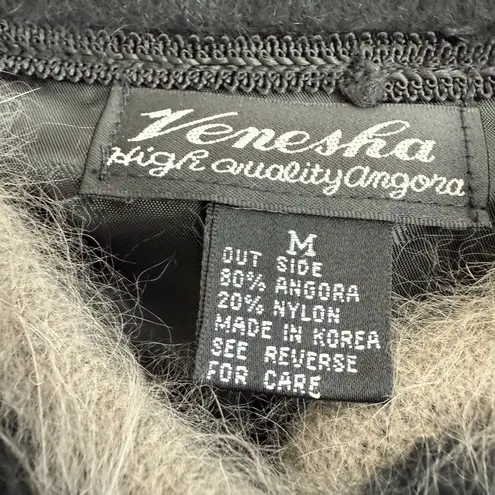 Venesha
High Quality Angora
M
OUT SIDE
80% ANGORA
20% NYLON
MADE IN KOREA
SEE REVERSE
FOR CARE